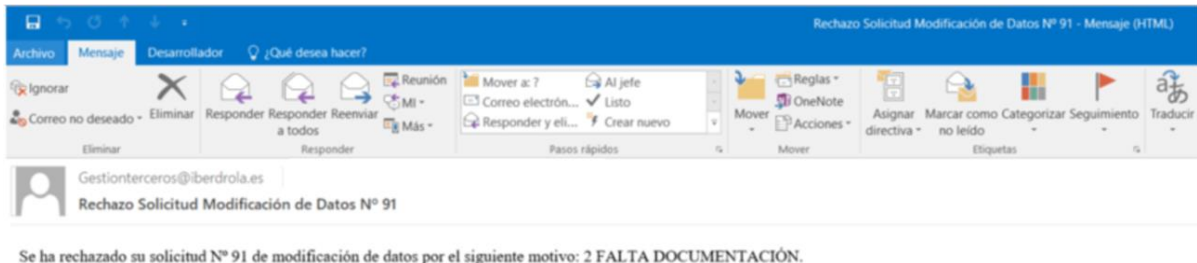 Rechazo Solicitud Modificación de Datos Nº 91 - Mensaje (HTML)
Archivo Mensaje Desarrollador ¿Qué desea hacer?
Ignorar
Correo no deseado
Eliminar
Responder Responder a todos Reenviar
Reunión
MI
Más
Mover a: ? Al jefe
Correo electrón... Listo
Responder y eli... Crear nuevo
Mover
Reglas
OneNote
Acciones
Asignar directiva Marcar como no leído Categorizar Seguimiento
Traducir
Eliminar Responder Pasos rápidos Mover Etiquetas
Gestionterceros@iberdrola.es
Rechazo Solicitud Modificación de Datos Nº 91
Se ha rechazado su solicitud Nº 91 de modificación de datos por el siguiente motivo: 2 FALTA DOCUMENTACIÓN.